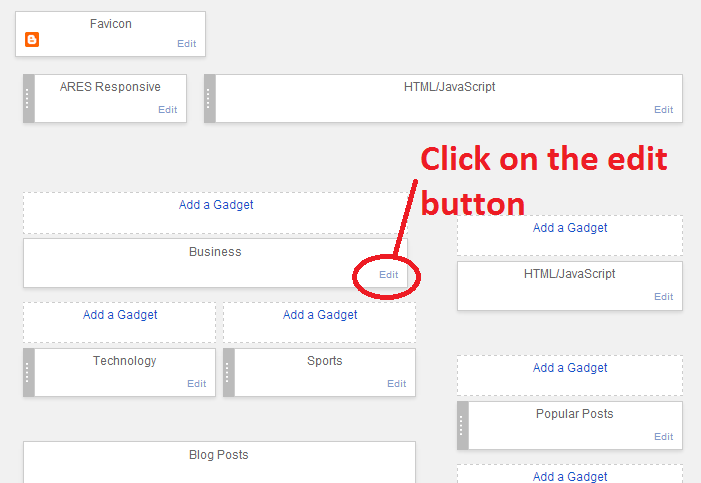 Favicon
Edit
ARES Responsive
Edit
HTML/JavaScript
Edit
Click on the edit
button
Add a Gadget
Business
Edit
Add a Gadget
Technology
Edit
Add a Gadget
Sports
Edit
Blog Posts
Add a Gadget
HTML/JavaScript
Edit
Add a Gadget
Popular Posts
Edit
Add a Gadget